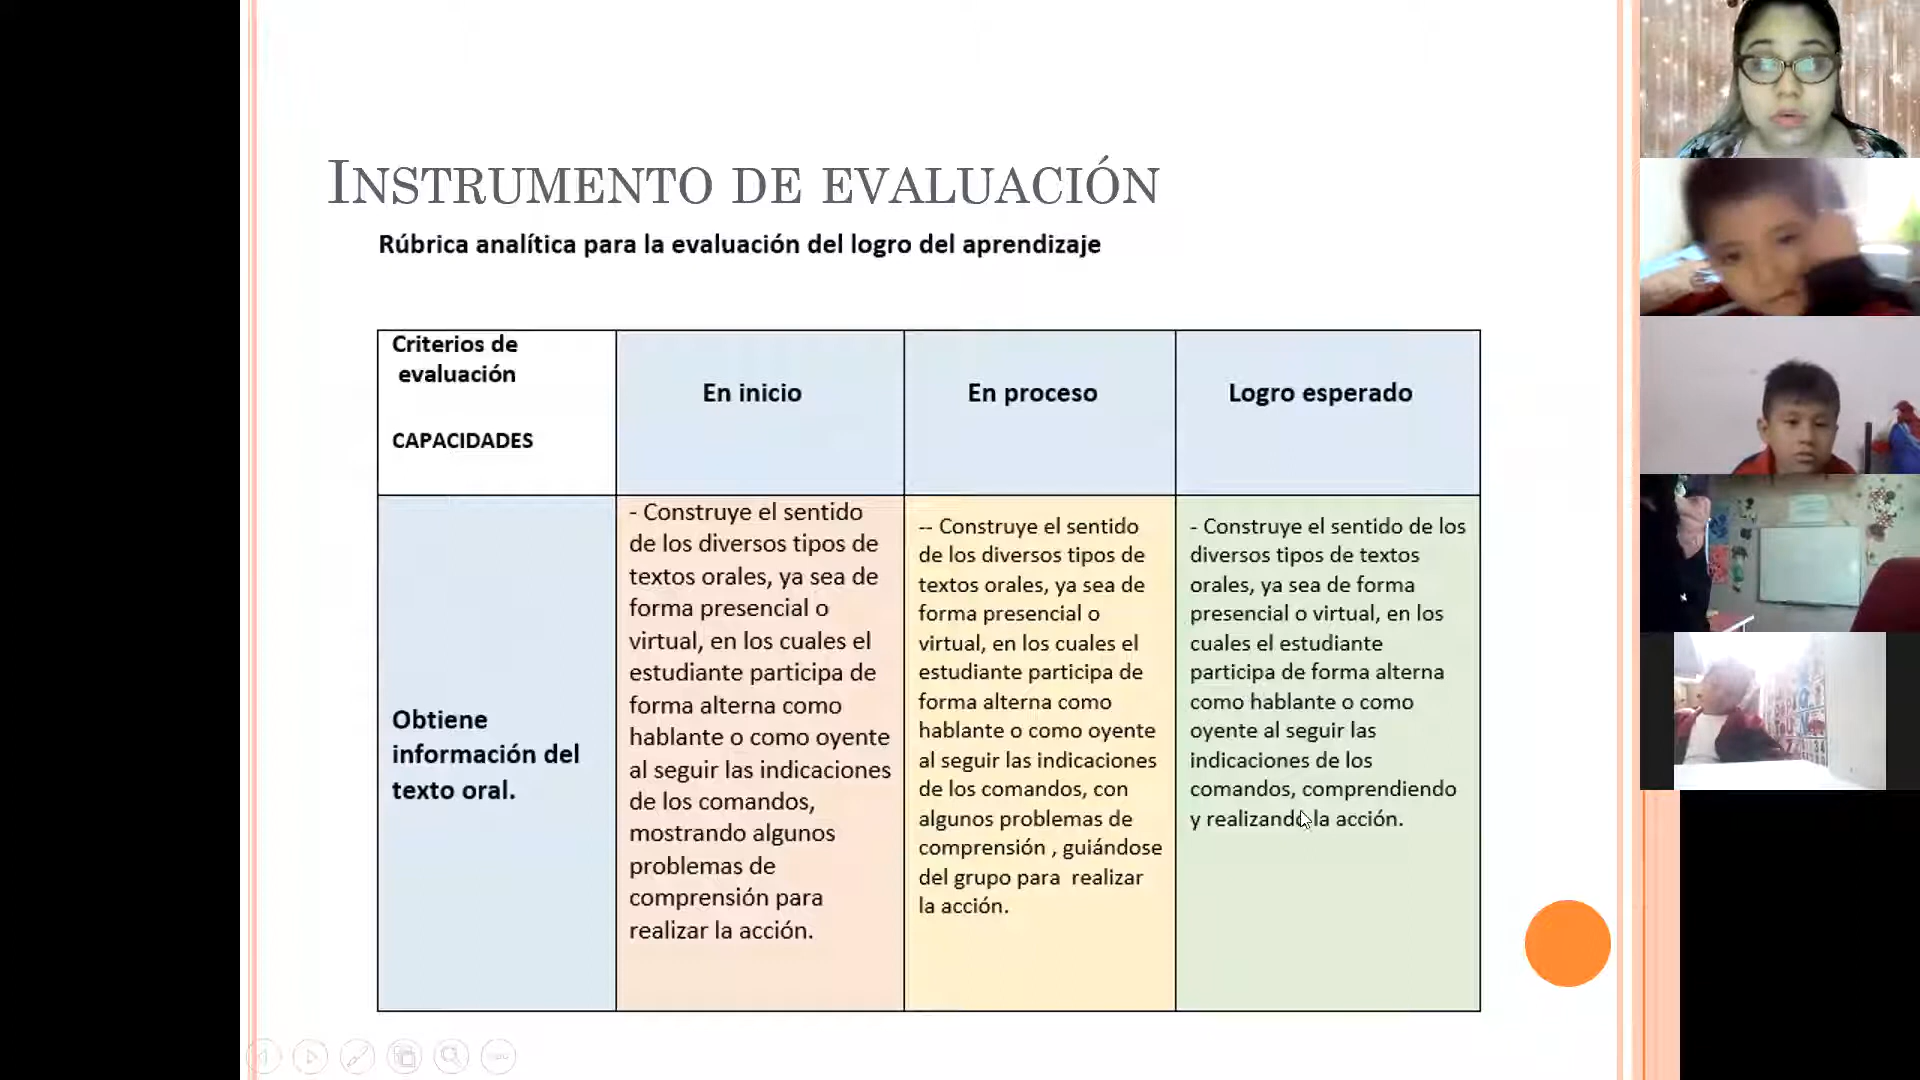 INSTRUMENTO DE EVALUACIÓN
Rúbrica analítica para la evaluación del logro del aprendizaje
Criterios de
evaluación
CAPACIDADES
En inicio
En proceso
Logro esperado
Obtiene
información del
texto oral.
- Construye el sentido
de los diversos tipos de
textos orales, ya sea de
forma presencial o
virtual, en los cuales el
estudiante participa de
forma alterna como
hablante o como oyente
al seguir las indicaciones
de los comandos,
mostrando algunos
problemas de
comprensión para
realizar la acción.
-- Construye el sentido
de los diversos tipos de
textos orales, ya sea de
forma presencial o
virtual, en los cuales el
estudiante participa de
forma alterna como
hablante o como oyente
al seguir las indicaciones
de los comandos, con
algunos problemas de
comprensión , guiándose
del grupo para realizar
la acción.
- Construye el sentido de los
diversos tipos de textos
orales, ya sea de forma
presencial o virtual, en los
cuales el estudiante
participa de forma alterna
como hablante o como
oyente al seguir las
indicaciones de los
comandos, comprendiendo
y realizando la acción.